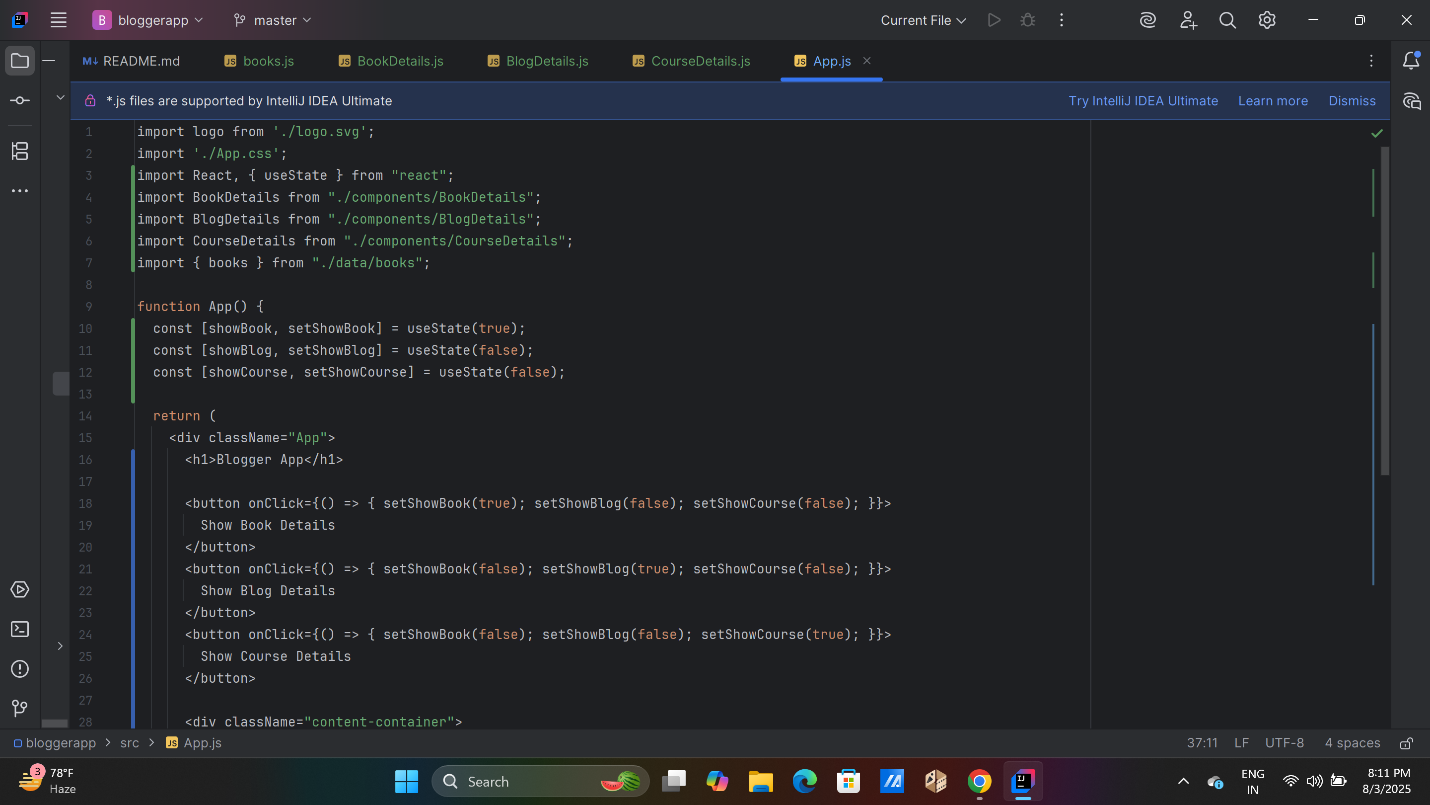 B bloggerapp master Current File
README.md books.js BookDetails.js BlogDetails.js CourseDetails.js App.js
*.js files are supported by IntelliJ IDEA Ultimate Try IntelliJ IDEA Ultimate Learn more Dismiss
1 import logo from './logo.svg';
2 import './App.css';
3 import React, { useState } from "react";
4 import BookDetails from "./components/BookDetails";
5 import BlogDetails from "./components/BlogDetails";
6 import CourseDetails from "./components/CourseDetails";
7 import { books } from "./data/books";
8
9 function App() {
10 const [showBook, setShowBook] = useState(true);
11 const [showBlog, setShowBlog] = useState(false);
12 const [showCourse, setShowCourse] = useState(false);
13
14 return (
15 <div className="App">
16 <h1>Blogger App</h1>
17
18 <button onClick={() => { setShowBook(true); setShowBlog(false); setShowCourse(false); }}>
19 Show Book Details
20 </button>
21 <button onClick={() => { setShowBook(false); setShowBlog(true); setShowCourse(false); }}>
22 Show Blog Details
23 </button>
24 <button onClick={() => { setShowBook(false); setShowBlog(false); setShowCourse(true); }}>
25 Show Course Details
26 </button>
27
28 <div className="content-container">
bloggerapp > src > JS App.js 37:11 LF UTF-8 4 spaces
3 78°F
Haze
Search
ENG
IN
8:11 PM
8/3/2025